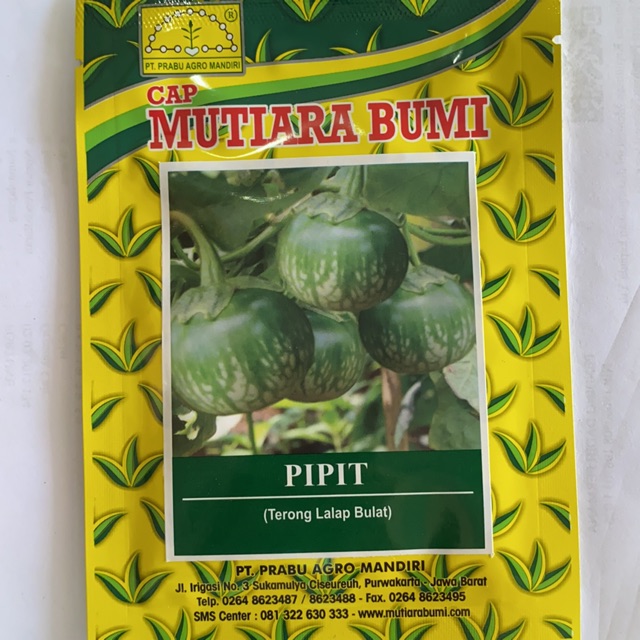 ®
PT. PRABU AGRO MANDIRI
CAP
MUTIARA BUMI
PIPIT
(Terong Lalap Bulat)
PT. PRABU AGRO MANDIRI
Jl. Irigasi No. 3 Sukamulya Ciseureuh, Purwakarta - Jawa Barat
Telp. 0264 8623487 / 8623488 - Fax. 0264 8623495
SMS Center : 081 322 630 333 - www.mutiarabumi.com